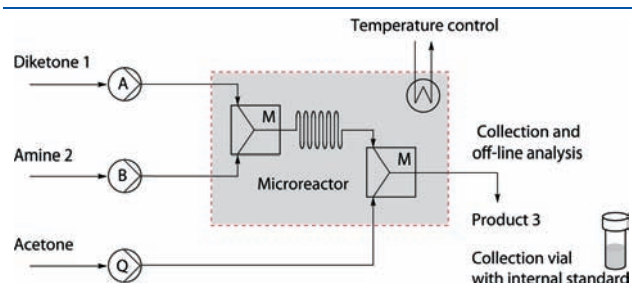 Temperature control
Diketone 1
A
M
Amine 2
B
M
Microreactor
Collection and
off-line analysis
Acetone
Q
Product 3
Collection vial
with internal standard